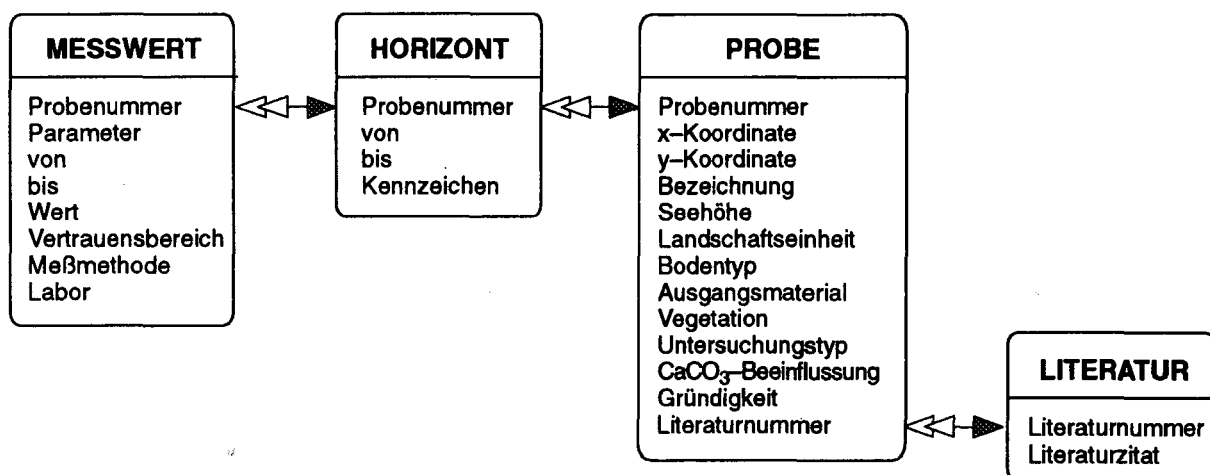 MESSWERT
Probenummer
Parameter
von
bis
Wert
Vertrauensbereich
Meßmethode
Labor
HORIZONT
Probenummer
von
bis
Kennzeichen
PROBE
Probenummer
x–Koordinate
y–Koordinate
Bezeichnung
Seehöhe
Landschaftseinheit
Bodentyp
Ausgangsmaterial
Vegetation
Untersuchungstyp
CaCO₃–Beeinflussung
Gründigkeit
Literaturnummer
LITERATUR
Literaturnummer
Literaturzitat